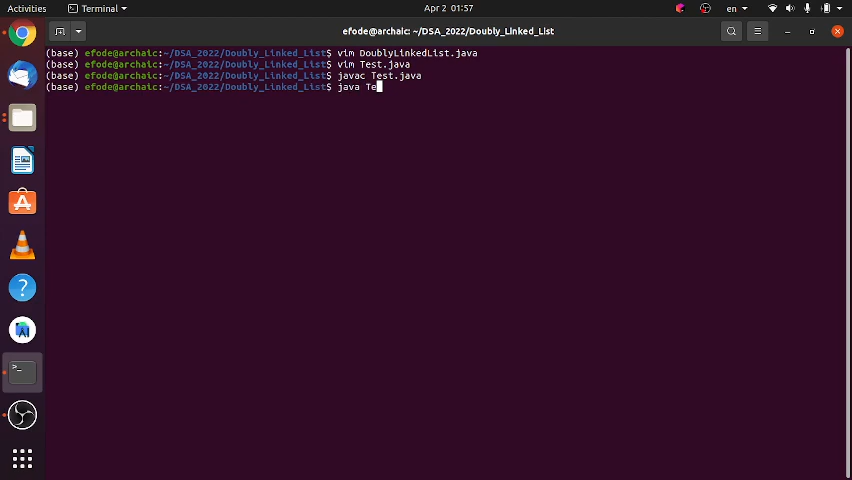 Activities
Terminal
Apr 2 01:57
en
efode@archaic: ~/DSA_2022/Doubly_Linked_List
(base) efode@archaic:~/DSA_2022/Doubly_Linked_List$ vim DoublyLinkedList.java
(base) efode@archaic:~/DSA_2022/Doubly_Linked_List$ vim Test.java
(base) efode@archaic:~/DSA_2022/Doubly_Linked_List$ javac Test.java
(base) efode@archaic:~/DSA_2022/Doubly_Linked_List$ java Te